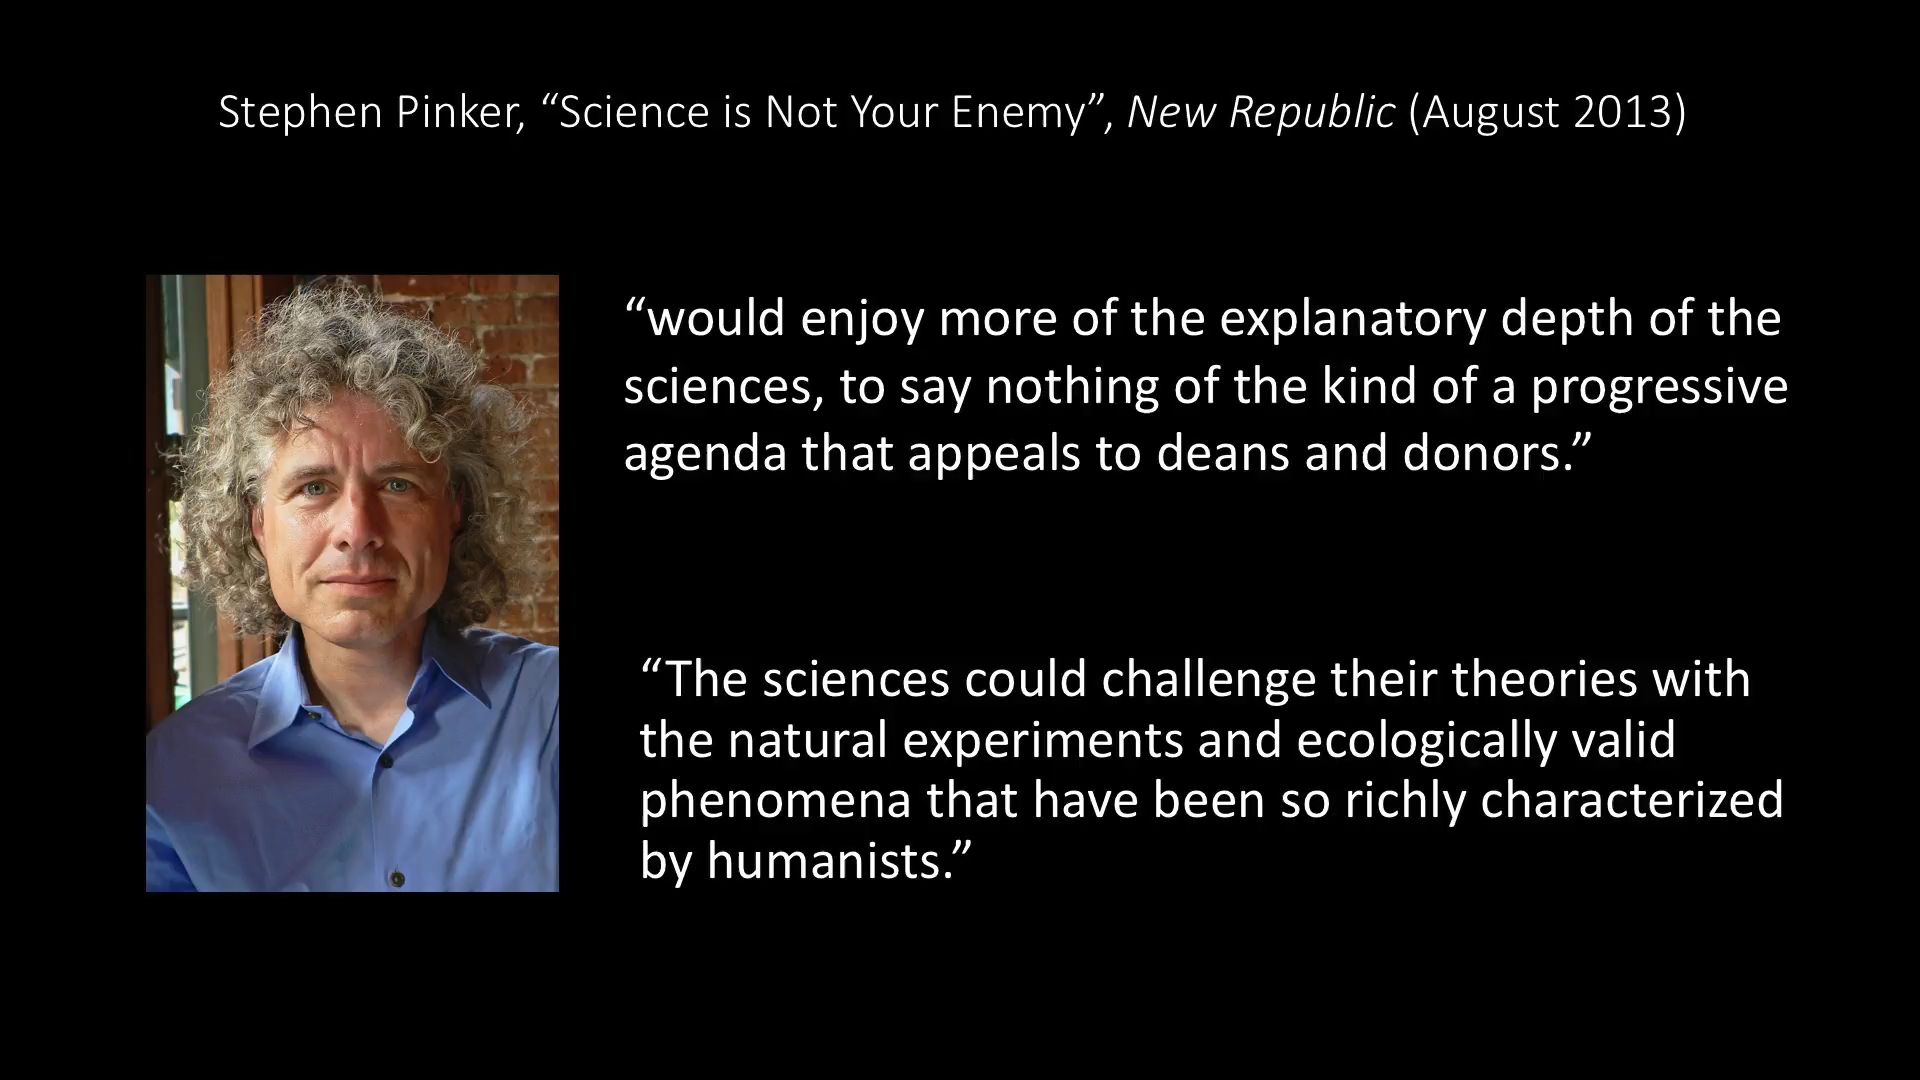 Stephen Pinker, “Science is Not Your Enemy”, New Republic (August 2013)
“would enjoy more of the explanatory depth of the
sciences, to say nothing of the kind of a progressive
agenda that appeals to deans and donors.”
“The sciences could challenge their theories with
the natural experiments and ecologically valid
phenomena that have been so richly characterized
by humanists.”